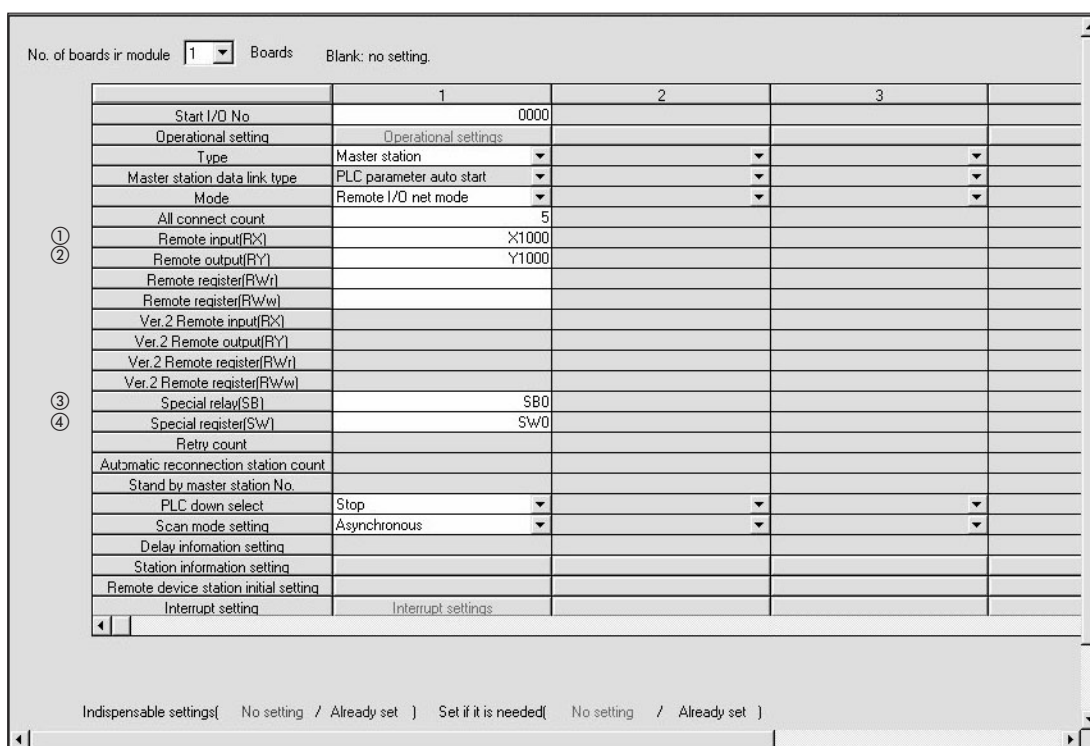 No. of boards ir module 1 Boards Blank: no setting.
1 2 3
Start I/O No 0000
Operational setting Operational settings
Type Master station
Master station data link type PLC parameter auto start
Mode Remote I/O net mode
All connect count 5
① Remote input(RX) X1000
② Remote output(RY) Y1000
Remote register(RWr)
Remote register(RWw)
Ver.2 Remote input(RX)
Ver.2 Remote output(RY)
Ver.2 Remote register(RWr)
Ver.2 Remote register(RWw)
③ Special relay(SB) SB0
④ Special register(SW) SW0
Retry count
Automatic reconnection station count
Stand by master station No.
PLC down select Stop
Scan mode setting Asynchronous
Delay infomation setting
Station information setting
Remote device station initial setting
Interrupt setting Interrupt settings
Indispensable settings( No setting / Already set ) Set if it is needed( No setting / Already set )